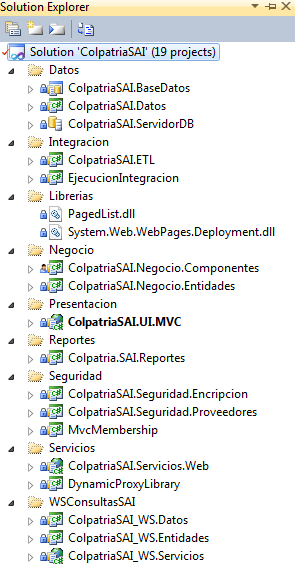 Solution Explorer
Solution 'ColpatriaSAI' (19 projects)
Datos
ColpatriaSAI.BaseDatos
ColpatriaSAI.Datos
ColpatriaSAI.ServidorDB
Integracion
ColpatriaSAI.ETL
EjecucionIntegracion
Librerias
PagedList.dll
System.Web.WebPages.Deployment.dll
Negocio
ColpatriaSAI.Negocio.Componentes
ColpatriaSAI.Negocio.Entidades
Presentacion
ColpatriaSAI.UI.MVC
Reportes
Colpatria.SAI.Reportes
Seguridad
ColpatriaSAI.Seguridad.Encripcion
ColpatriaSAI.Seguridad.Proveedores
MvcMembership
Servicios
ColpatriaSAI.Servicios.Web
DynamicProxyLibrary
WSConsultasSAI
ColpatriaSAI_WS.Datos
ColpatriaSAI_WS.Entidades
ColpatriaSAI_WS.Servicios